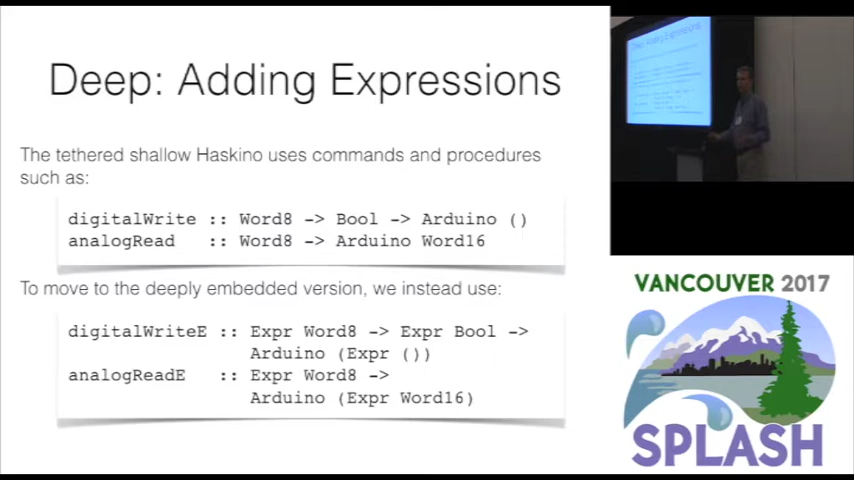 Deep: Adding Expressions
The tethered shallow Haskino uses commands and procedures
such as:
digitalWrite :: Word8 -> Bool -> Arduino ()
analogRead   :: Word8 -> Arduino Word16
To move to the deeply embedded version, we instead use:
digitalWriteE :: Expr Word8 -> Expr Bool ->
Arduino (Expr ())
analogReadE   :: Expr Word8 ->
Arduino (Expr Word16)
VANCOUVER 2017
SPLASH